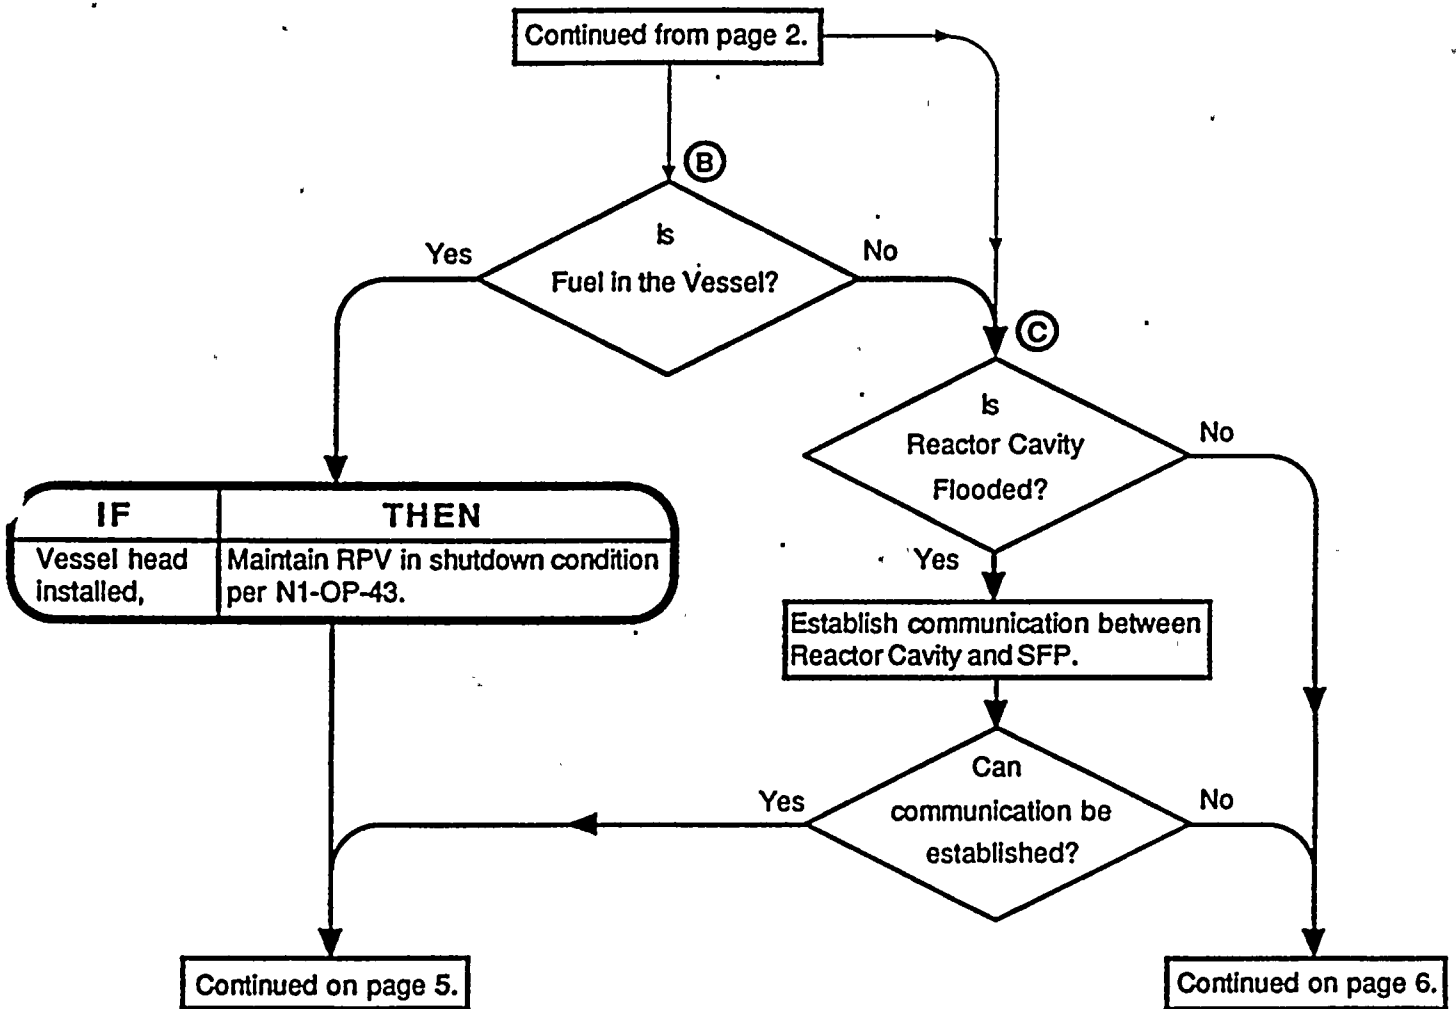 Continued from page 2.
B
Is
Fuel in the Vessel?
Yes
No
C
Is
Reactor Cavity
Flooded?
No
Yes
IF
THEN
Vessel head
installed,
Maintain RPV in shutdown condition
per N1-OP-43.
Establish communication between
Reactor Cavity and SFP.
Can
communication be
established?
Yes
No
Continued on page 5.
Continued on page 6.